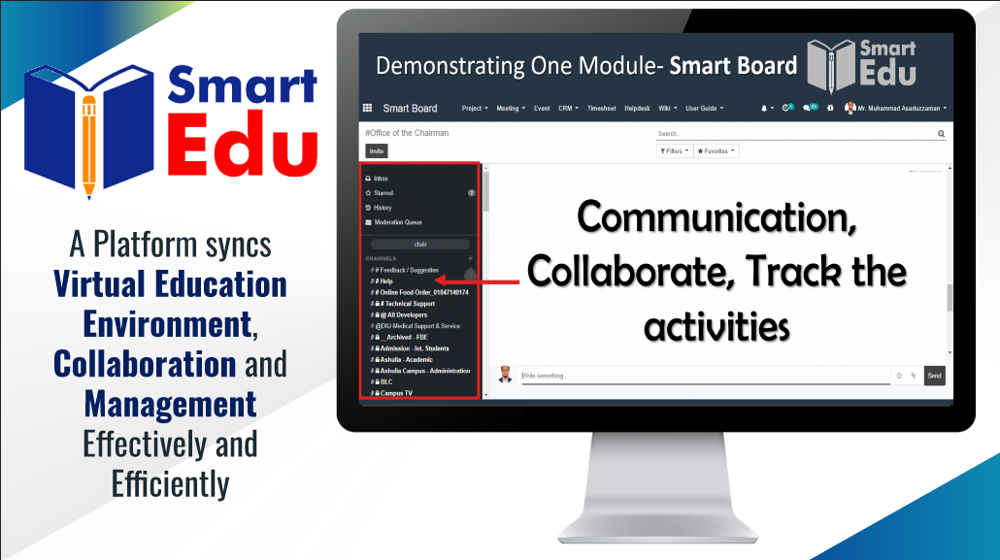 Smart
Edu
A Platform syncs
Virtual Education
Environment,
Collaboration and
Management
Effectively and
Efficiently
Demonstrating One Module- Smart Board
Smart
Edu
Smart Board Project Meeting Event CRM Timesheet Helpdesk Wiki User Guide Mr. Muhammad Asaduzzaman
#Office of the Chairman
Search...
Invite
Filters Favorites
Inbox
Starred 7
History
Moderation Queue
chair
CHANNELS +
# # Feedback / Suggestion
# # Help
# # Online Food Order_01847140174
# # Technical Support
# @ All Developers
# @DIU-Medical Support & Service
# __Archived - FBE
# Admission - Int. Students
# Ashulia - Academic
# Ashulia Campus - Administration
# BLC
# Campus TV
Communication,
Collaborate, Track the
activities
Write something...
Send